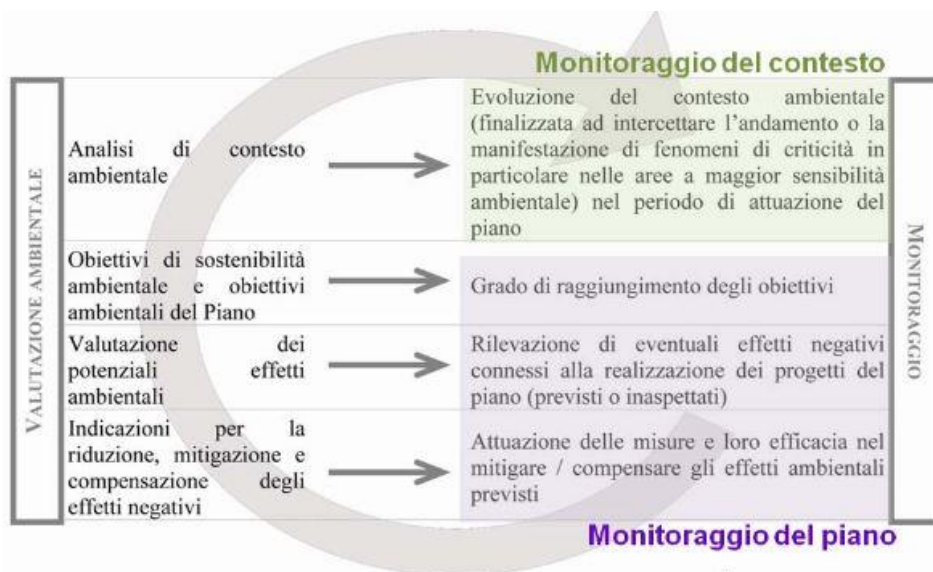 Monitoraggio del contesto
VALUTAZIONE AMBIENTALE
Analisi di contesto
ambientale
Evoluzione del contesto ambientale
(finalizzata ad intercettare l'andamento o la
manifestazione di fenomeni di criticità in
particolare nelle aree a maggior sensibilità
ambientale) nel periodo di attuazione del
piano
Obiettivi di sostenibilità
ambientale e obiettivi
ambientali del Piano
Grado di raggiungimento degli obiettivi
Valutazione dei
potenziali effetti
ambientali
Rilevazione di eventuali effetti negativi
connessi alla realizzazione dei progetti del
piano (previsti o inaspettati)
Indicazioni per la
riduzione, mitigazione e
compensazione degli
effetti negativi
Attuazione delle misure e loro efficacia nel
mitigare / compensare gli effetti ambientali
previsti
MONITORAGGIO
Monitoraggio del piano